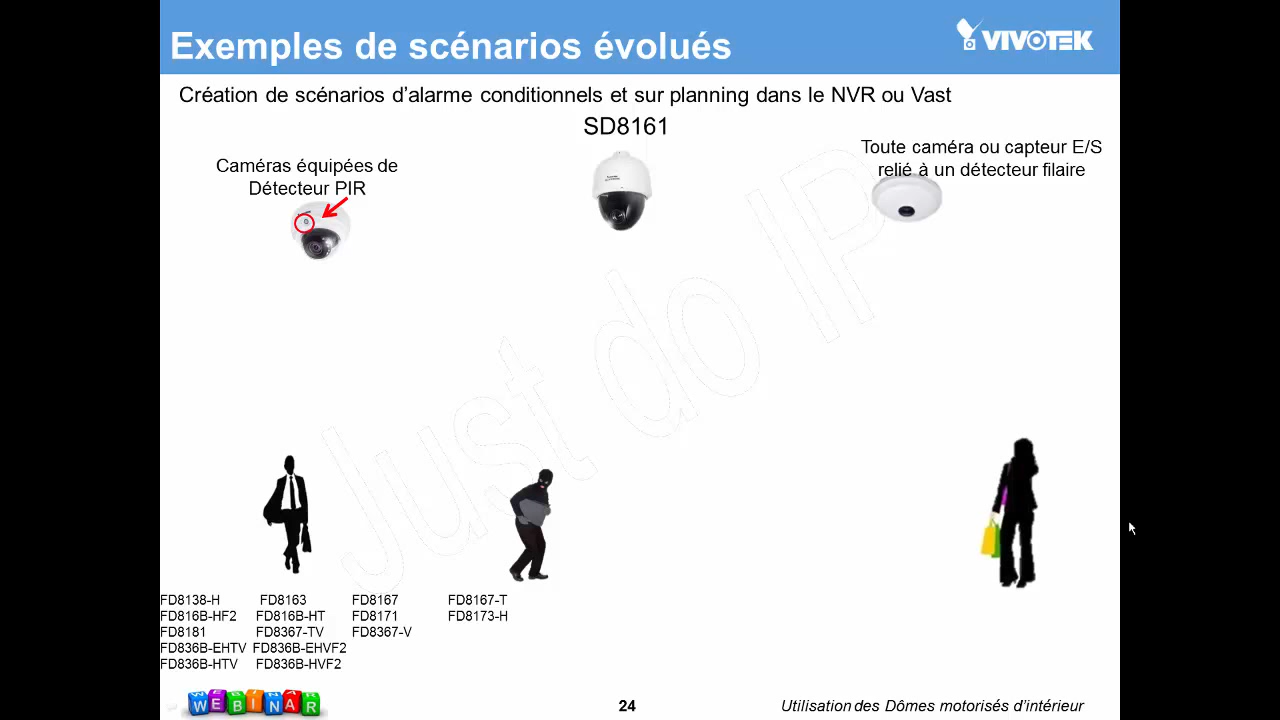 Exemples de scénarios évolués
VIVOTEK
Création de scénarios d’alarme conditionnels et sur planning dans le NVR ou Vast
SD8161
Caméras équipées de
Détecteur PIR
Toute caméra ou capteur E/S
relié à un détecteur filaire
Just do IP
FD8138-H FD8163 FD8167 FD8167-T
FD816B-HF2 FD816B-HT FD8171 FD8173-H
FD8181 FD8367-TV FD8367-V
FD836B-EHTV FD836B-EHVF2
FD836B-HTV FD836B-HVF2
WEBINAR
24
Utilisation des Dômes motorisés d’intérieur